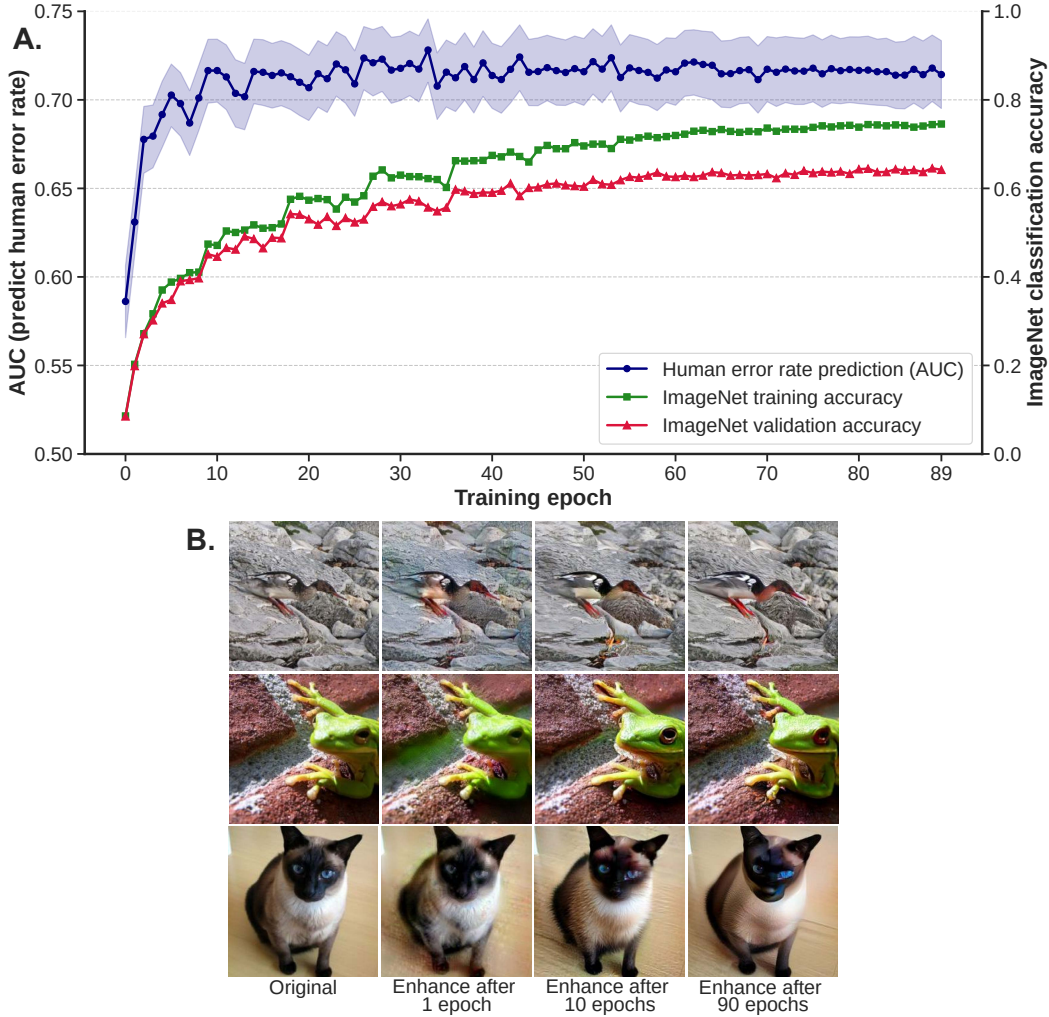 A.
AUC (predict human error rate)
0.75
0.70
0.65
0.60
0.55
0.50
1.0
0.8
0.6
0.4
0.2
0.0
ImageNet classification accuracy
Human error rate prediction (AUC)
ImageNet training accuracy
ImageNet validation accuracy
0 10 20 30 40 50 60 70 80 89
Training epoch
B.
Original
Enhance after
1 epoch
Enhance after
10 epochs
Enhance after
90 epochs